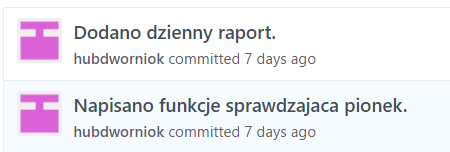 Dodano dzienny raport.
hubdworniok committed 7 days ago
Napisano funkcje sprawdzajaca pionek.
hubdworniok committed 7 days ago